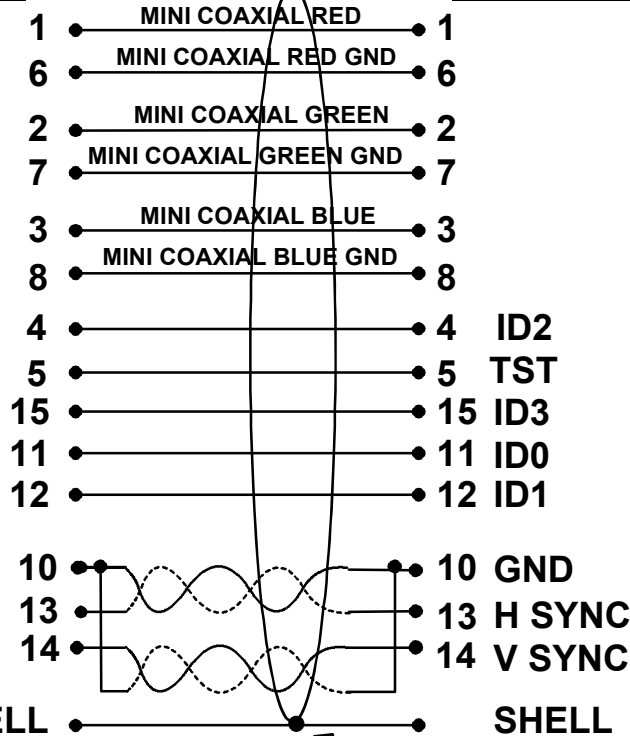 1 MINI COAXIAL RED 1
6 MINI COAXIAL RED GND 6
2 MINI COAXIAL GREEN 2
7 MINI COAXIAL GREEN GND 7
3 MINI COAXIAL BLUE 3
8 MINI COAXIAL BLUE GND 8
4 4 ID2
5 5 TST
15 15 ID3
11 11 ID0
12 12 ID1
10 10 GND
13 13 H SYNC
14 14 V SYNC
ELL SHELL